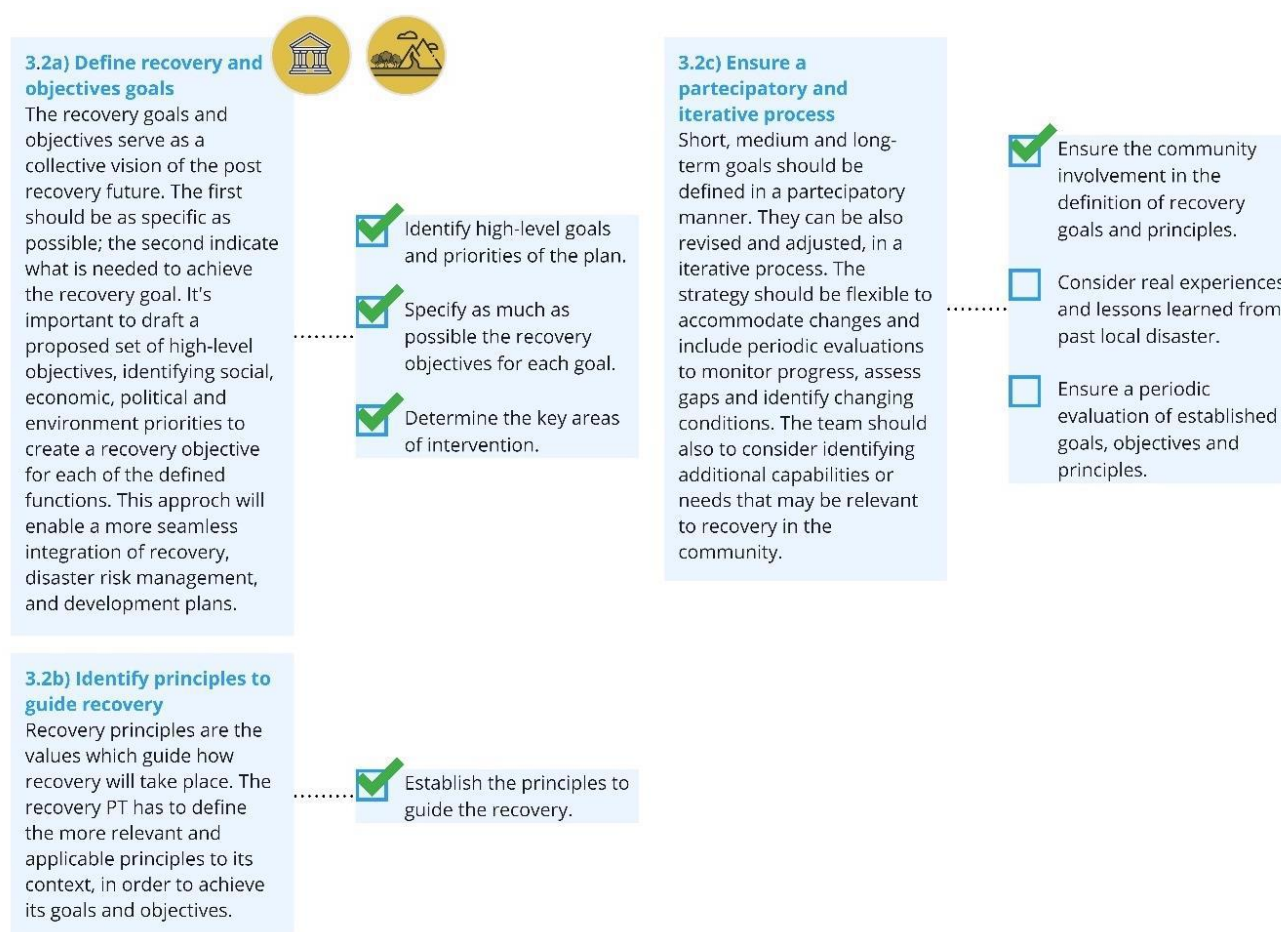 3.2a) Define recovery and
objectives goals
The recovery goals and
objectives serve as a
collective vision of the post
recovery future. The first
should be as specific as
possible; the second indicate
what is needed to achieve
the recovery goal. It's
important to draft a
proposed set of high-level
objectives, identifying social,
economic, political and
environment priorities to
create a recovery objective
for each of the defined
functions. This approch will
enable a more seamless
integration of recovery,
disaster risk management,
and development plans.
Identify high-level goals
and priorities of the plan.
Specify as much as
possible the recovery
objectives for each goal.
Determine the key areas
of intervention.
3.2b) Identify principles to
guide recovery
Recovery principles are the
values which guide how
recovery will take place. The
recovery PT has to define
the more relevant and
applicable principles to its
context, in order to achieve
its goals and objectives.
Establish the principles to
guide the recovery.
3.2c) Ensure a
partecipatory and
iterative process
Short, medium and long-
term goals should be
defined in a partecipatory
manner. They can be also
revised and adjusted, in a
iterative process. The
strategy should be flexible to
accommodate changes and
include periodic evaluations
to monitor progress, assess
gaps and identify changing
conditions. The team should
also to consider identifying
additional capabilities or
needs that may be relevant
to recovery in the
community.
Ensure the community
involvement in the
definition of recovery
goals and principles.
Consider real experiences
and lessons learned from
past local disaster.
Ensure a periodic
evaluation of established
goals, objectives and
principles.